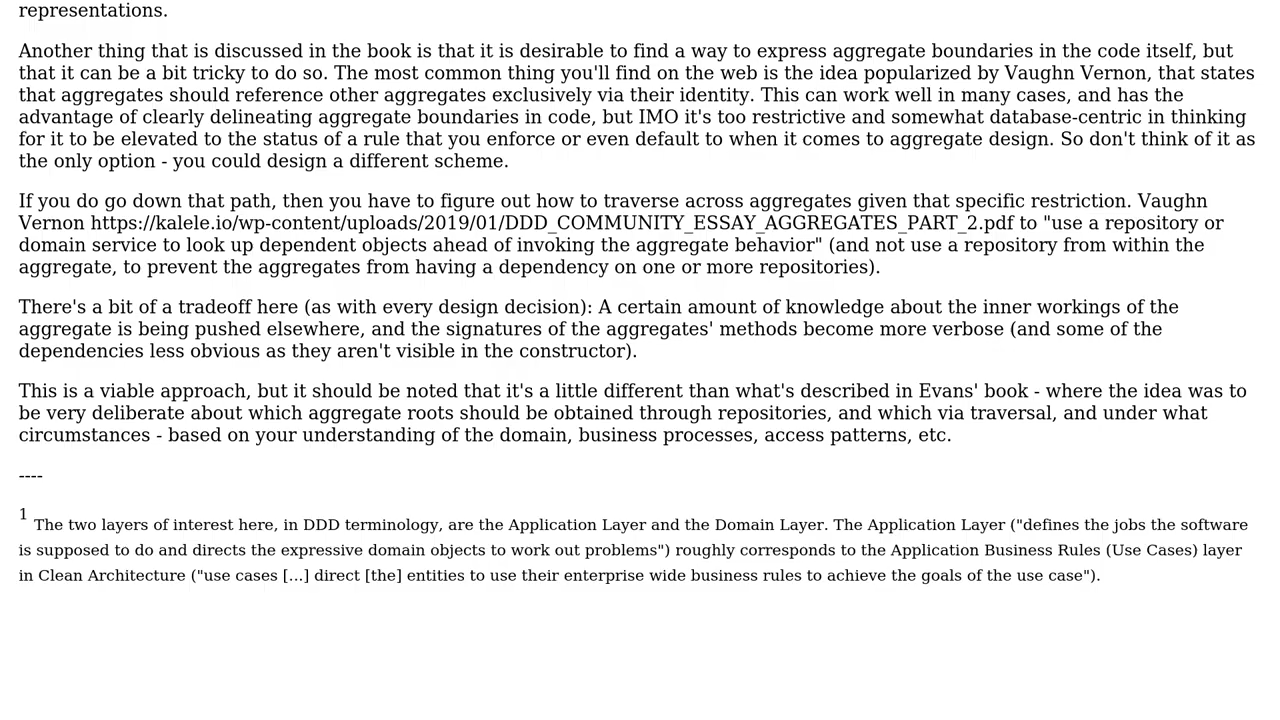 representations.
Another thing that is discussed in the book is that it is desirable to find a way to express aggregate boundaries in the code itself, but
that it can be a bit tricky to do so. The most common thing you'll find on the web is the idea popularized by Vaughn Vernon, that states
that aggregates should reference other aggregates exclusively via their identity. This can work well in many cases, and has the
advantage of clearly delineating aggregate boundaries in code, but IMO it's too restrictive and somewhat database-centric in thinking
for it to be elevated to the status of a rule that you enforce or even default to when it comes to aggregate design. So don't think of it as
the only option - you could design a different scheme.
If you do go down that path, then you have to figure out how to traverse across aggregates given that specific restriction. Vaughn
Vernon https://kalele.io/wp-content/uploads/2019/01/DDD_COMMUNITY_ESSAY_AGGREGATES_PART_2.pdf to "use a repository or
domain service to look up dependent objects ahead of invoking the aggregate behavior" (and not use a repository from within the
aggregate, to prevent the aggregates from having a dependency on one or more repositories).
There's a bit of a tradeoff here (as with every design decision): A certain amount of knowledge about the inner workings of the
aggregate is being pushed elsewhere, and the signatures of the aggregates' methods become more verbose (and some of the
dependencies less obvious as they aren't visible in the constructor).
This is a viable approach, but it should be noted that it's a little different than what's described in Evans' book - where the idea was to
be very deliberate about which aggregate roots should be obtained through repositories, and which via traversal, and under what
circumstances - based on your understanding of the domain, business processes, access patterns, etc.
----
1 The two layers of interest here, in DDD terminology, are the Application Layer and the Domain Layer. The Application Layer ("defines the jobs the software
is supposed to do and directs the expressive domain objects to work out problems") roughly corresponds to the Application Business Rules (Use Cases) layer
in Clean Architecture ("use cases [...] direct [the] entities to use their enterprise wide business rules to achieve the goals of the use case").